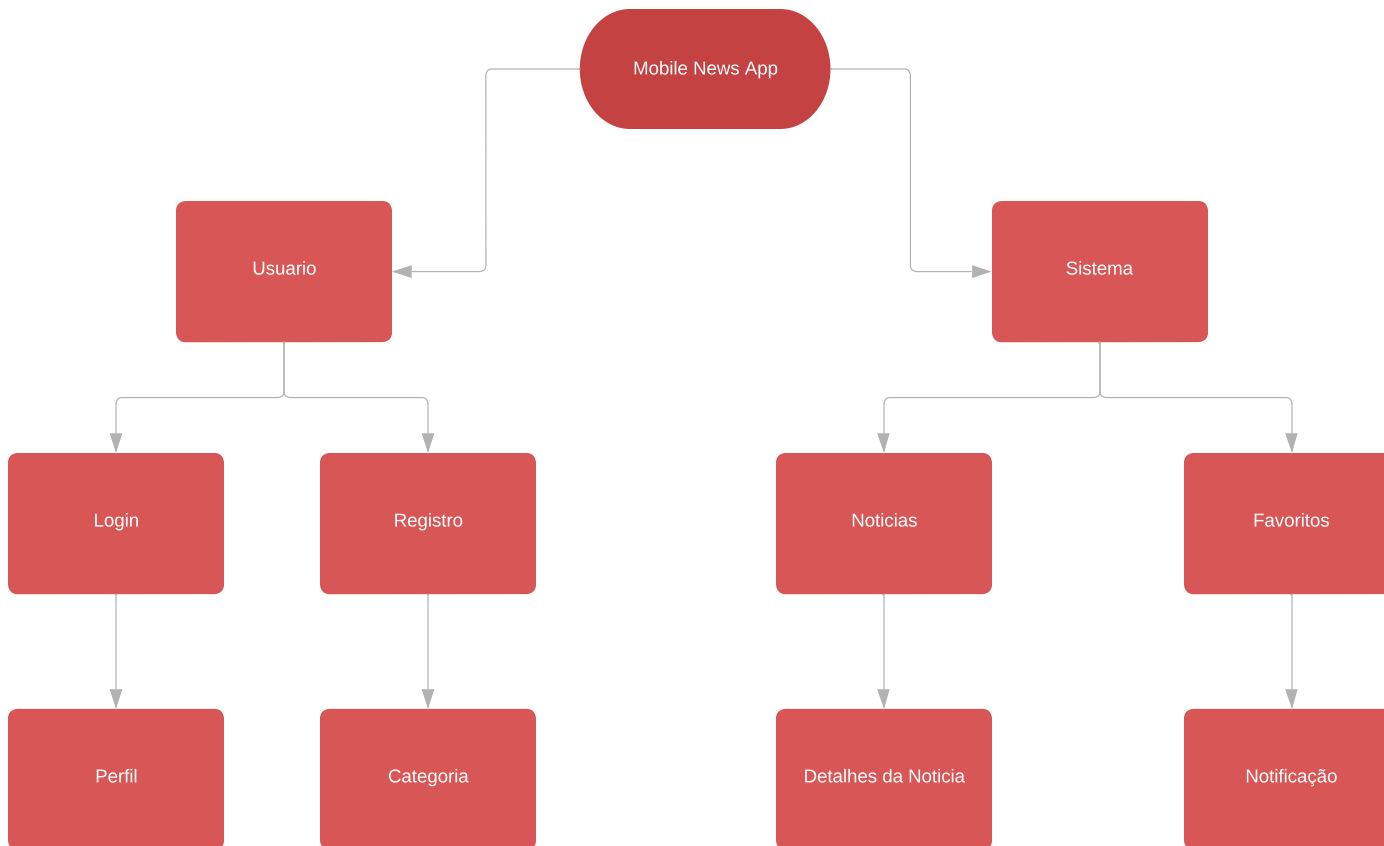 Mobile News App
Usuario
Sistema
Login
Registro
Noticias
Favoritos
Perfil
Categoria
Detalhes da Noticia
Notificação